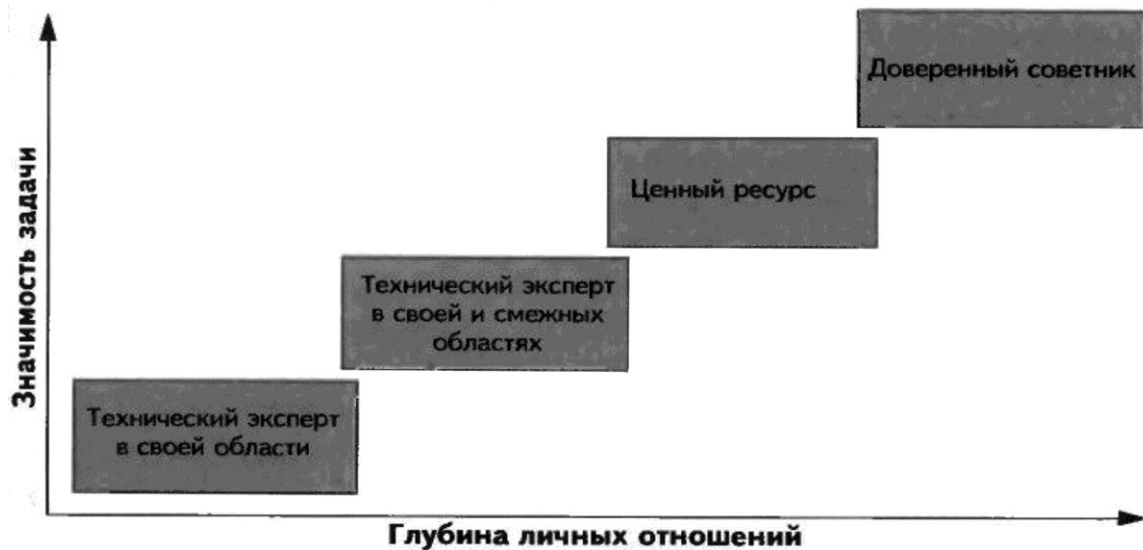 Доверенный советник
Ценный ресурс
Технический эксперт
в своей и смежных
областях
Технический эксперт
в своей области
Значимость задачи
Глубина личных отношений